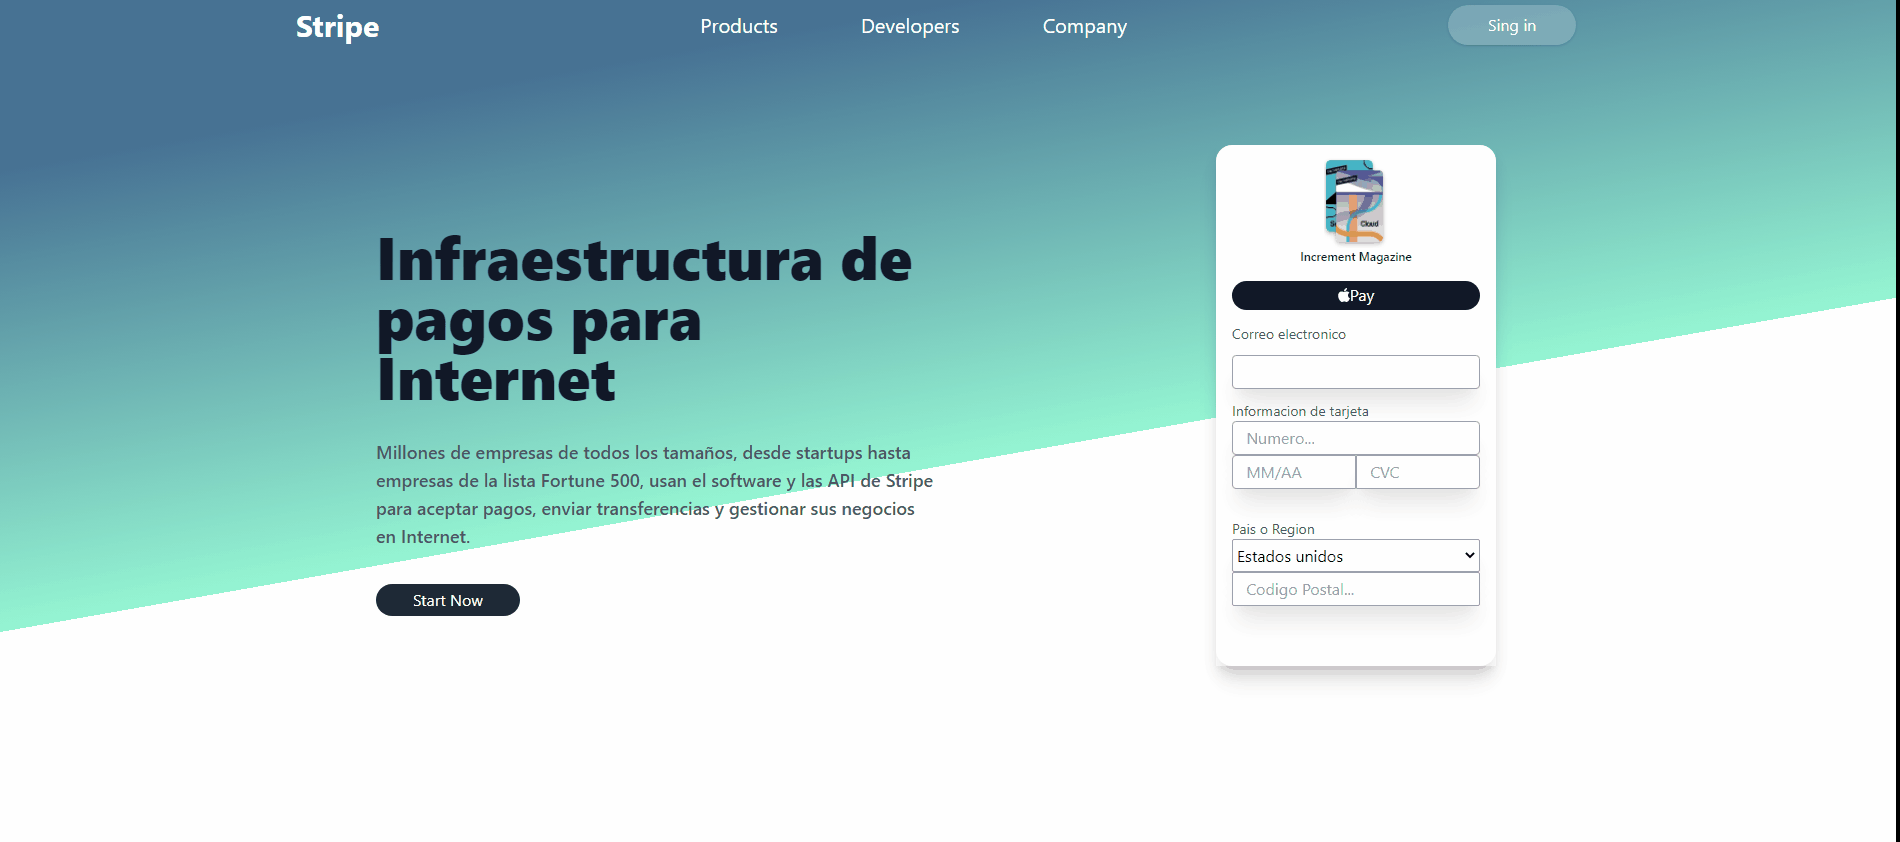 Stripe
Products
Developers
Company
Sing in
Infraestructura de
pagos para
Internet
Millones de empresas de todos los tamaños, desde startups hasta
empresas de la lista Fortune 500, usan el software y las API de Stripe
para aceptar pagos, enviar transferencias y gestionar sus negocios
en Internet.
Start Now
Cloud
Increment Magazine
Pay
Correo electronico
Informacion de tarjeta
Numero...
MM/AA
CVC
Pais o Region
Estados unidos
Codigo Postal...